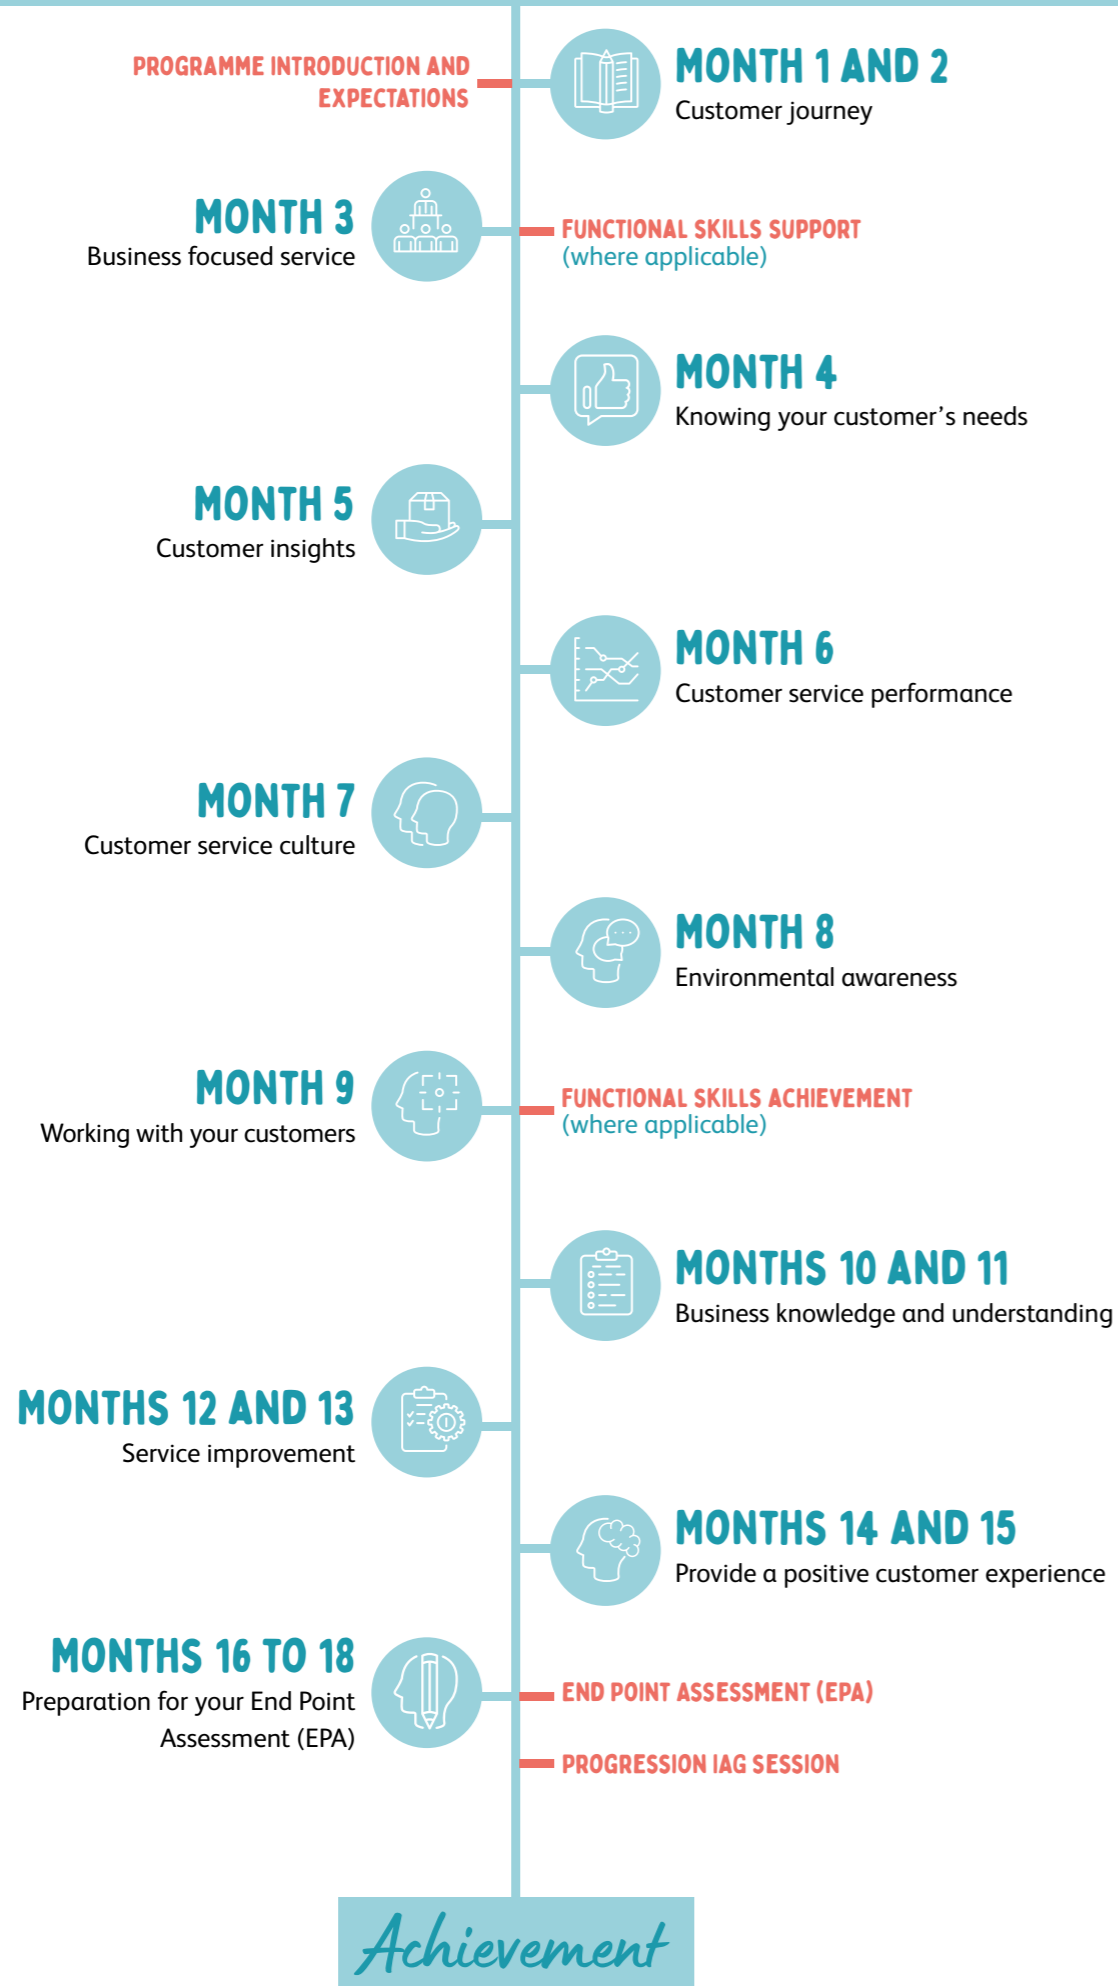 PROGRAMME INTRODUCTION AND
EXPECTATIONS
MONTH 1 AND 2
Customer journey
MONTH 3
Business focused service
FUNCTIONAL SKILLS SUPPORT
(where applicable)
MONTH 4
Knowing your customer’s needs
MONTH 5
Customer insights
MONTH 6
Customer service performance
MONTH 7
Customer service culture
MONTH 8
Environmental awareness
MONTH 9
Working with your customers
FUNCTIONAL SKILLS ACHIEVEMENT
(where applicable)
MONTHS 10 AND 11
Business knowledge and understanding
MONTHS 12 AND 13
Service improvement
MONTHS 14 AND 15
Provide a positive customer experience
MONTHS 16 TO 18
Preparation for your End Point
Assessment (EPA)
END POINT ASSESSMENT (EPA)
PROGRESSION IAG SESSION
Achievement